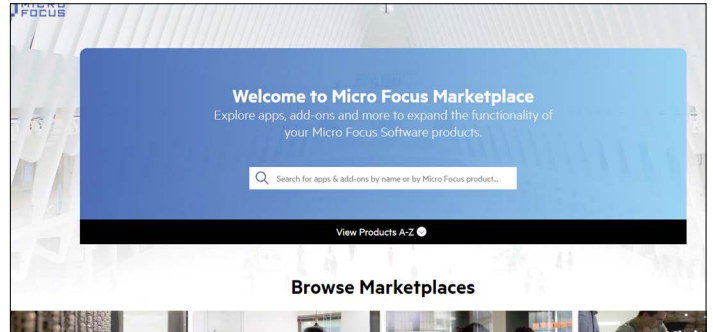 MICRO
FOCUS
Welcome to Micro Focus Marketplace
Explore apps, add-ons and more to expand the functionality of
your Micro Focus Software products.
Search for apps & add-ons by name or by Micro Focus product...
View Products A-Z
Browse Marketplaces